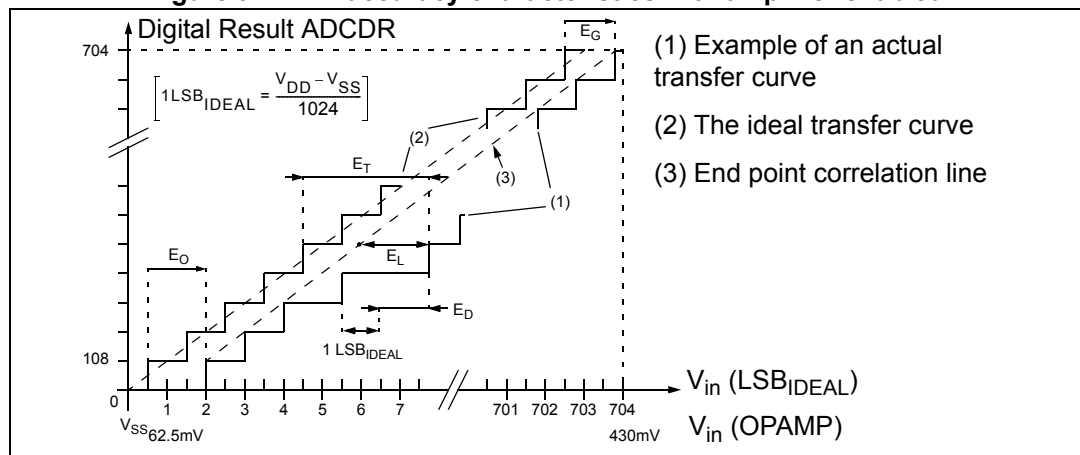 Digital Result ADCDR
E_G
704
1LSB_IDEAL = (V_DD – V_SS) / 1024
(2)
E_T
(3)
(1)
E_O
E_L
E_D
1 LSB_IDEAL
108
0
1 2 3 4 5 6 7 701 702 703 704
V_in (LSB_IDEAL)
V_SS 62.5mV 430mV
V_in (OPAMP)
(1) Example of an actual
transfer curve
(2) The ideal transfer curve
(3) End point correlation line